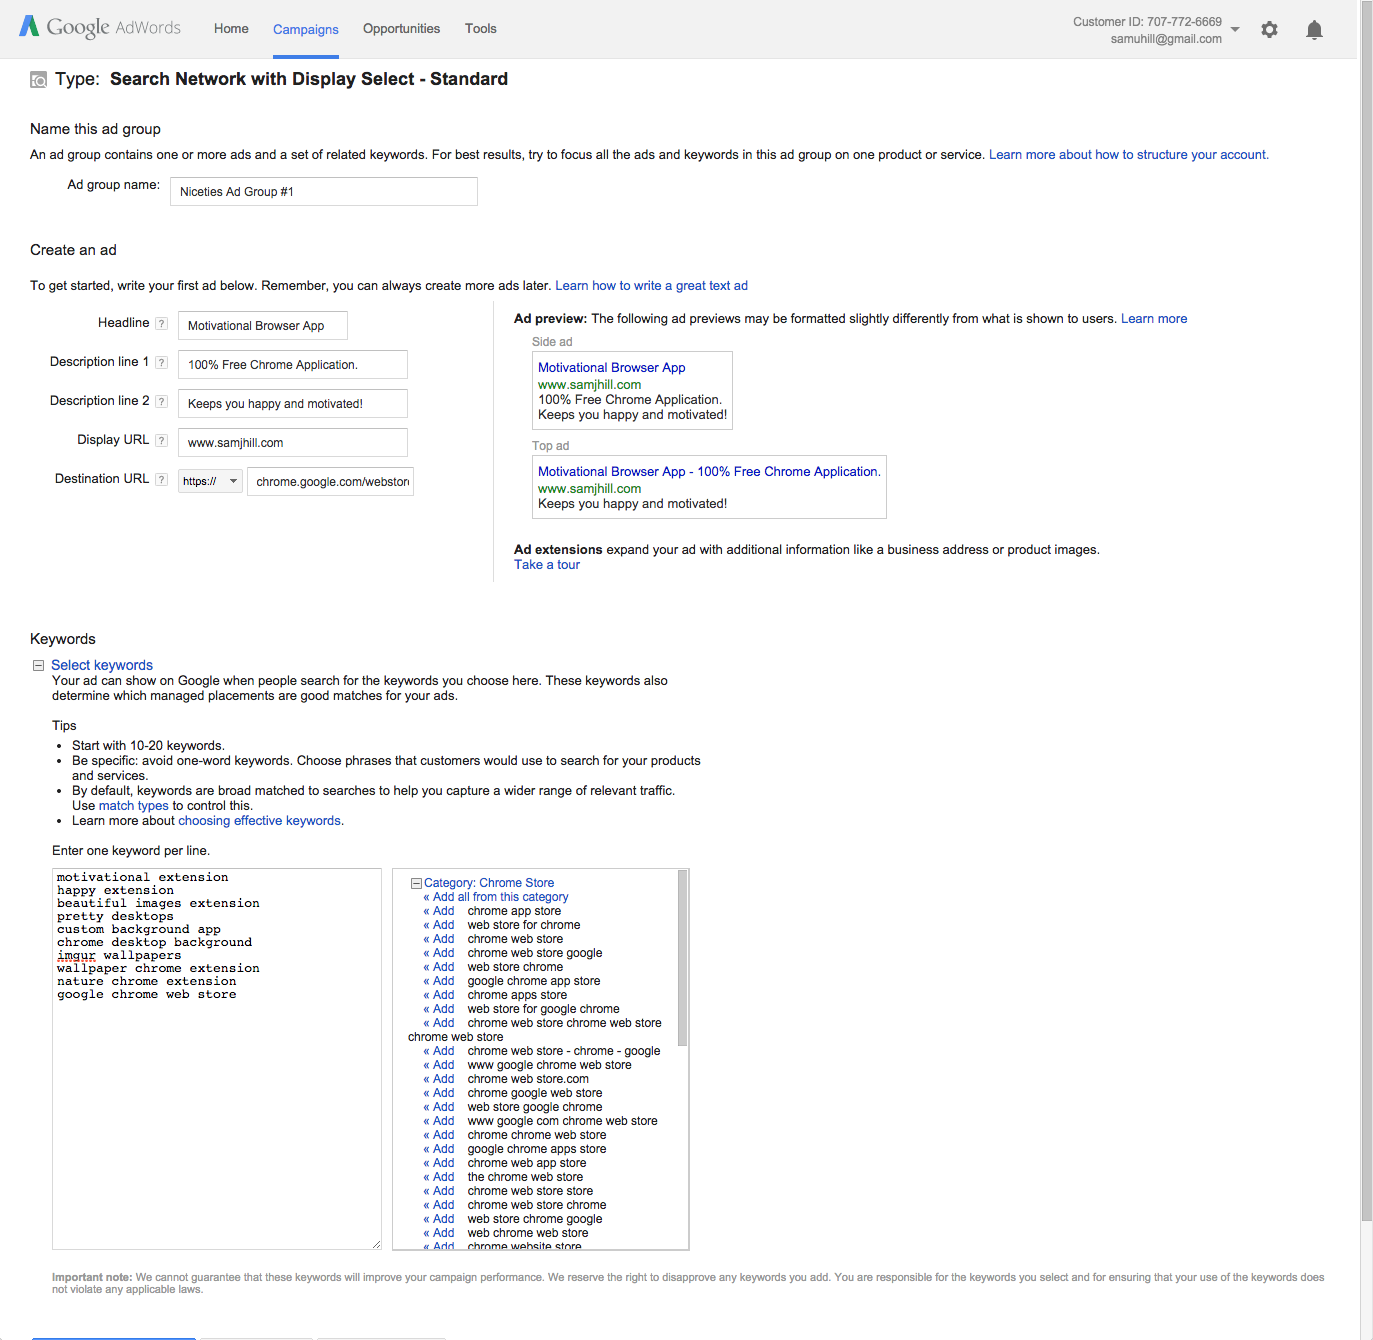 Google AdWords Home Campaigns Opportunities Tools Customer ID: 707-772-6669
samuhill@gmail.com
Type: Search Network with Display Select - Standard
Name this ad group
An ad group contains one or more ads and a set of related keywords. For best results, try to focus all the ads and keywords in this ad group on one product or service. Learn more about how to structure your account.
Ad group name: Niceties Ad Group #1
Create an ad
To get started, write your first ad below. Remember, you can always create more ads later. Learn how to write a great text ad
Headline ? Motivational Browser App
Description line 1 ? 100% Free Chrome Application.
Description line 2 ? Keeps you happy and motivated!
Display URL ? www.samjhill.com
Destination URL ? https:// chrome.google.com/webstor
Ad preview: The following ad previews may be formatted slightly differently from what is shown to users. Learn more
Side ad
Motivational Browser App
www.samjhill.com
100% Free Chrome Application.
Keeps you happy and motivated!
Top ad
Motivational Browser App - 100% Free Chrome Application.
www.samjhill.com
Keeps you happy and motivated!
Ad extensions expand your ad with additional information like a business address or product images.
Take a tour
Keywords
Select keywords
Your ad can show on Google when people search for the keywords you choose here. These keywords also
determine which managed placements are good matches for your ads.
Tips
• Start with 10-20 keywords.
• Be specific: avoid one-word keywords. Choose phrases that customers would use to search for your products
and services.
• By default, keywords are broad matched to searches to help you capture a wider range of relevant traffic.
Use match types to control this.
• Learn more about choosing effective keywords.
Enter one keyword per line.
motivational extension
happy extension
beautiful images extension
pretty desktops
custom background app
chrome desktop background
imgur wallpapers
wallpaper chrome extension
nature chrome extension
google chrome web store
Category: Chrome Store
« Add all from this category
« Add chrome app store
« Add web store for chrome
« Add chrome web store
« Add chrome web store google
« Add web store chrome
« Add google chrome app store
« Add chrome apps store
« Add web store for google chrome
« Add chrome web store chrome web store
chrome web store
« Add chrome web store - chrome - google
« Add www google chrome web store
« Add chrome web store.com
« Add chrome google web store
« Add web store google chrome
« Add www google com chrome web store
« Add chrome chrome web store
« Add google chrome apps store
« Add chrome web app store
« Add the chrome web store
« Add chrome web store store
« Add chrome web store chrome
« Add web store chrome google
« Add web chrome web store
« Add chrome website store
Important note: We cannot guarantee that these keywords will improve your campaign performance. We reserve the right to disapprove any keywords you add. You are responsible for the keywords you select and for ensuring that your use of the keywords does
not violate any applicable laws.